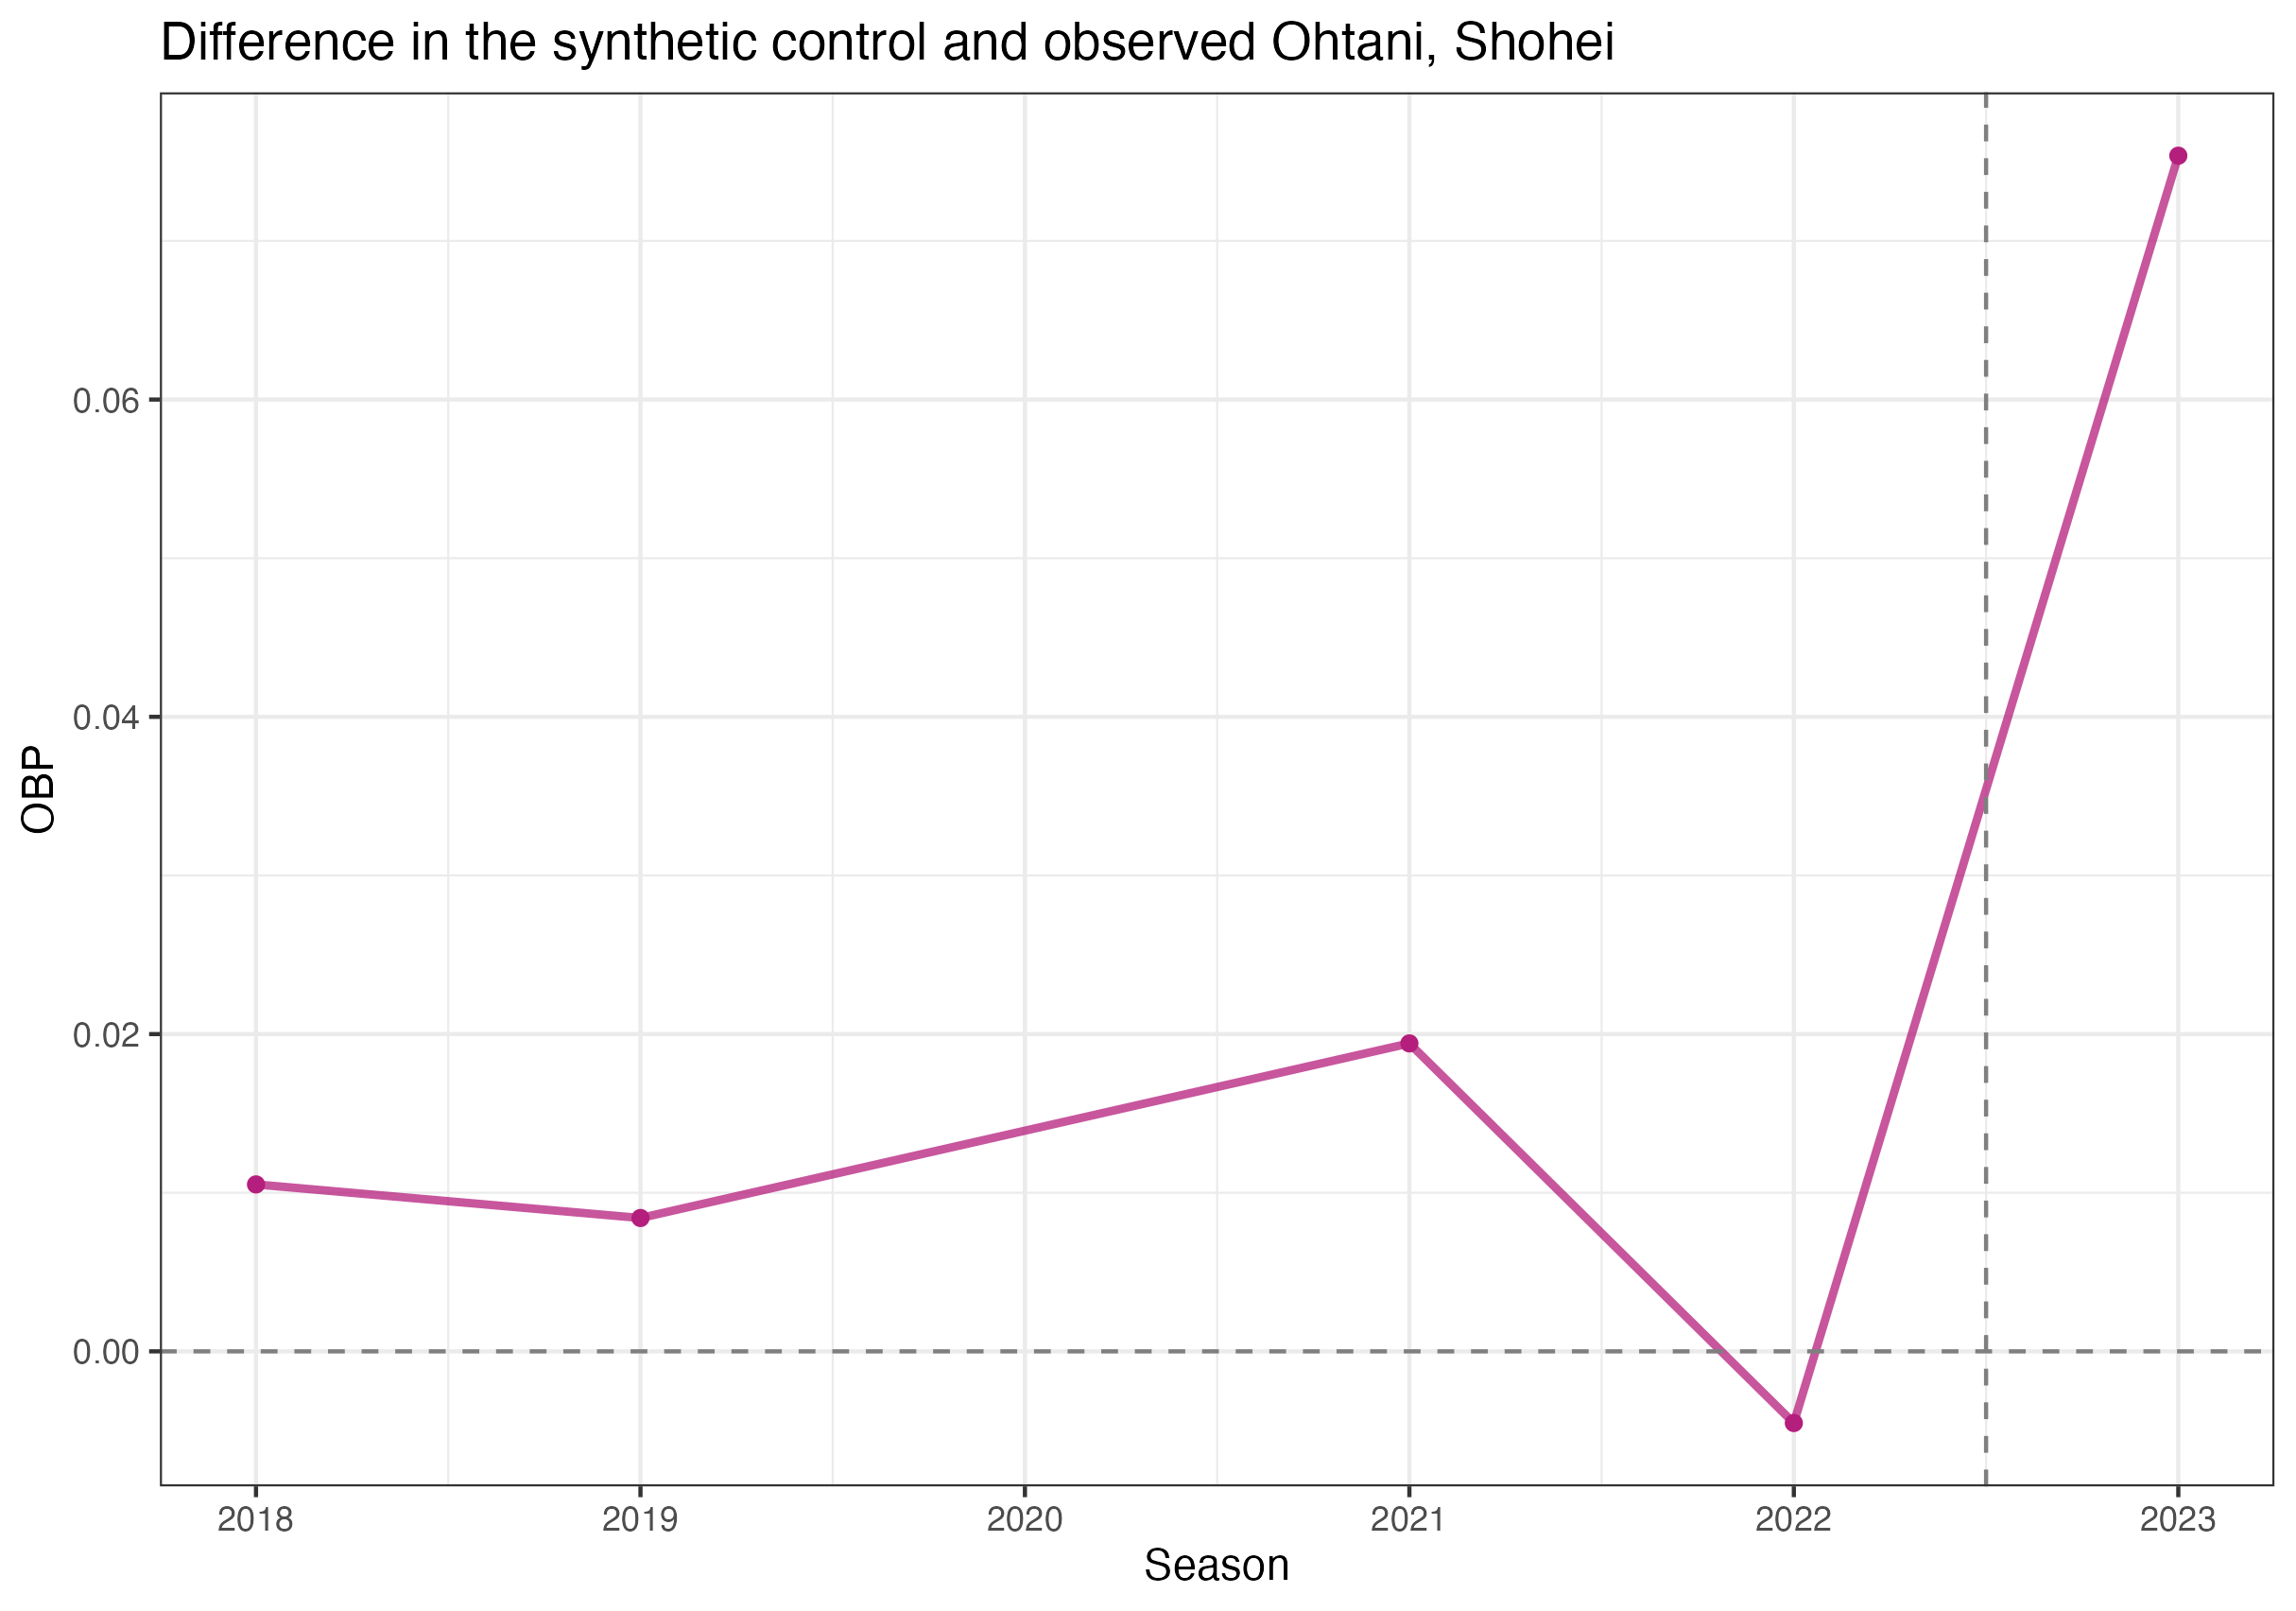 Difference in the synthetic control and observed Ohtani, Shohei
OBP
0.06
0.04
0.02
0.00
2018 2019 2020 2021 2022 2023
Season